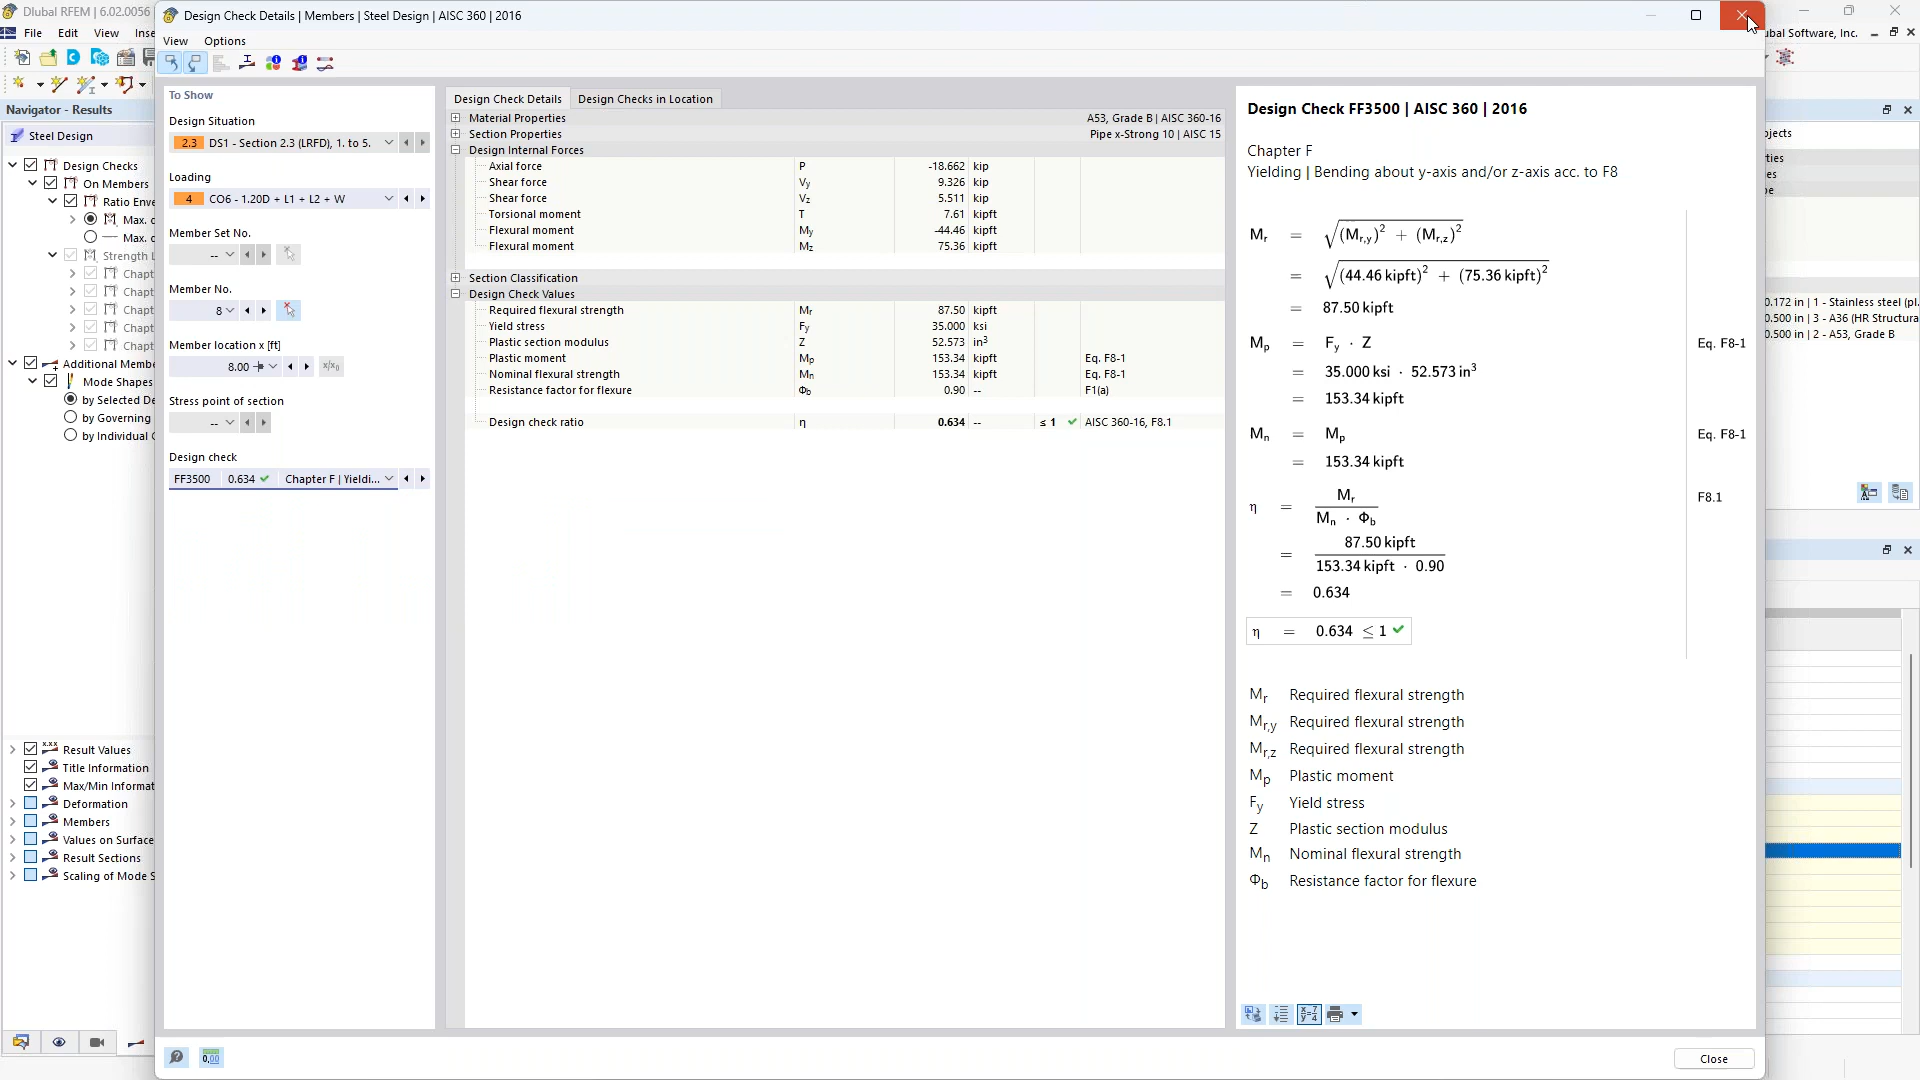 Dlubal RFEM | 6.02.0056
Design Check Details | Members | Steel Design | AISC 360 | 2016
File Edit View Inse
View Options
ubal Software, Inc.
Navigator - Results
Steel Design
Design Checks
On Members
Ratio Enve
Max. c
Max. c
Strength L
Chapt
Chapt
Chapt
Chapt
Chapt
Additional Membe
Mode Shapes
by Selected De
by Governing
by Individual C
Result Values
Title Information
Max/Min Informat
Deformation
Members
Values on Surface
Result Sections
Scaling of Mode S
To Show
Design Situation
2.3 DS1 - Section 2.3 (LRFD), 1. to 5.
Loading
4 CO6 - 1.20D + L1 + L2 + W
Member Set No.
--
Member No.
8
Member location x [ft]
8.00
x/x₀
Stress point of section
--
Design check
FF3500 0.634 ✓ Chapter F | Yieldi...
Design Check Details Design Checks in Location
Material Properties A53, Grade B | AISC 360-16
Section Properties Pipe x-Strong 10 | AISC 15
Design Internal Forces
Axial force P -18.662 kip
Shear force Vy 9.326 kip
Shear force Vz 5.511 kip
Torsional moment T 7.61 kipft
Flexural moment My -44.46 kipft
Flexural moment Mz 75.36 kipft
Section Classification
Design Check Values
Required flexural strength Mr 87.50 kipft
Yield stress Fy 35.000 ksi
Plastic section modulus Z 52.573 in³
Plastic moment Mp 153.34 kipft Eq. F8-1
Nominal flexural strength Mn 153.34 kipft Eq. F8-1
Resistance factor for flexure Φb 0.90 -- F1(a)
Design check ratio η 0.634 -- ≤ 1 ✓ AISC 360-16, F8.1
Design Check FF3500 | AISC 360 | 2016
Chapter F
Yielding | Bending about y-axis and/or z-axis acc. to F8
Mr = √(Mr,y)² + (Mr,z)²
= √(44.46 kipft)² + (75.36 kipft)²
= 87.50 kipft
Mp = Fy · Z Eq. F8-1
= 35.000 ksi · 52.573 in³
= 153.34 kipft
Mn = Mp Eq. F8-1
= 153.34 kipft
η = Mr / Mn · Φb F8.1
= 87.50 kipft / 153.34 kipft · 0.90
= 0.634
η = 0.634 ≤ 1 ✓
Mr Required flexural strength
Mr,y Required flexural strength
Mr,z Required flexural strength
Mp Plastic moment
Fy Yield stress
Z Plastic section modulus
Mn Nominal flexural strength
Φb Resistance factor for flexure
0,00
Close
ojects
ties
es
pe
0.172 in | 1 - Stainless steel (pl.
0.500 in | 3 - A36 (HR Structura
0.500 in | 2 - A53, Grade B